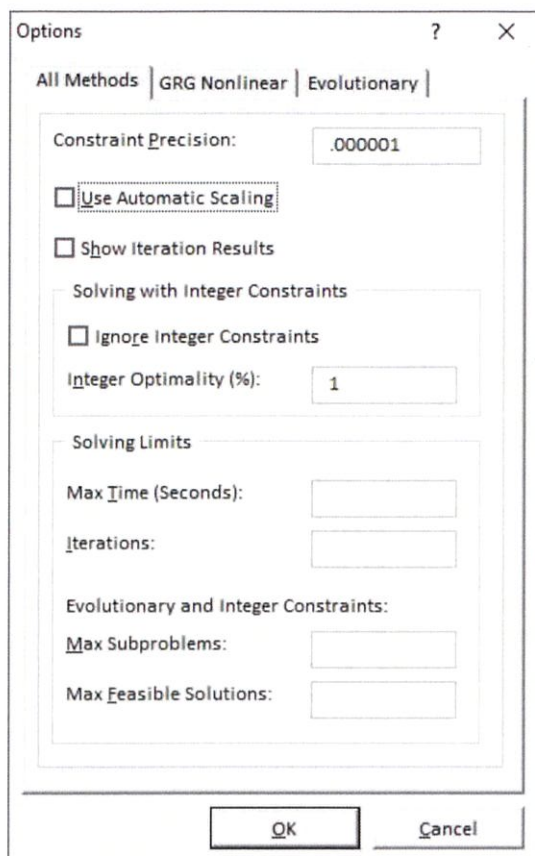 Options ? X
All Methods GRG Nonlinear Evolutionary
Constraint Precision: .000001
Use Automatic Scaling
Show Iteration Results
Solving with Integer Constraints
Ignore Integer Constraints
Integer Optimality (%): 1
Solving Limits
Max Time (Seconds):
Iterations:
Evolutionary and Integer Constraints:
Max Subproblems:
Max Feasible Solutions:
OK Cancel